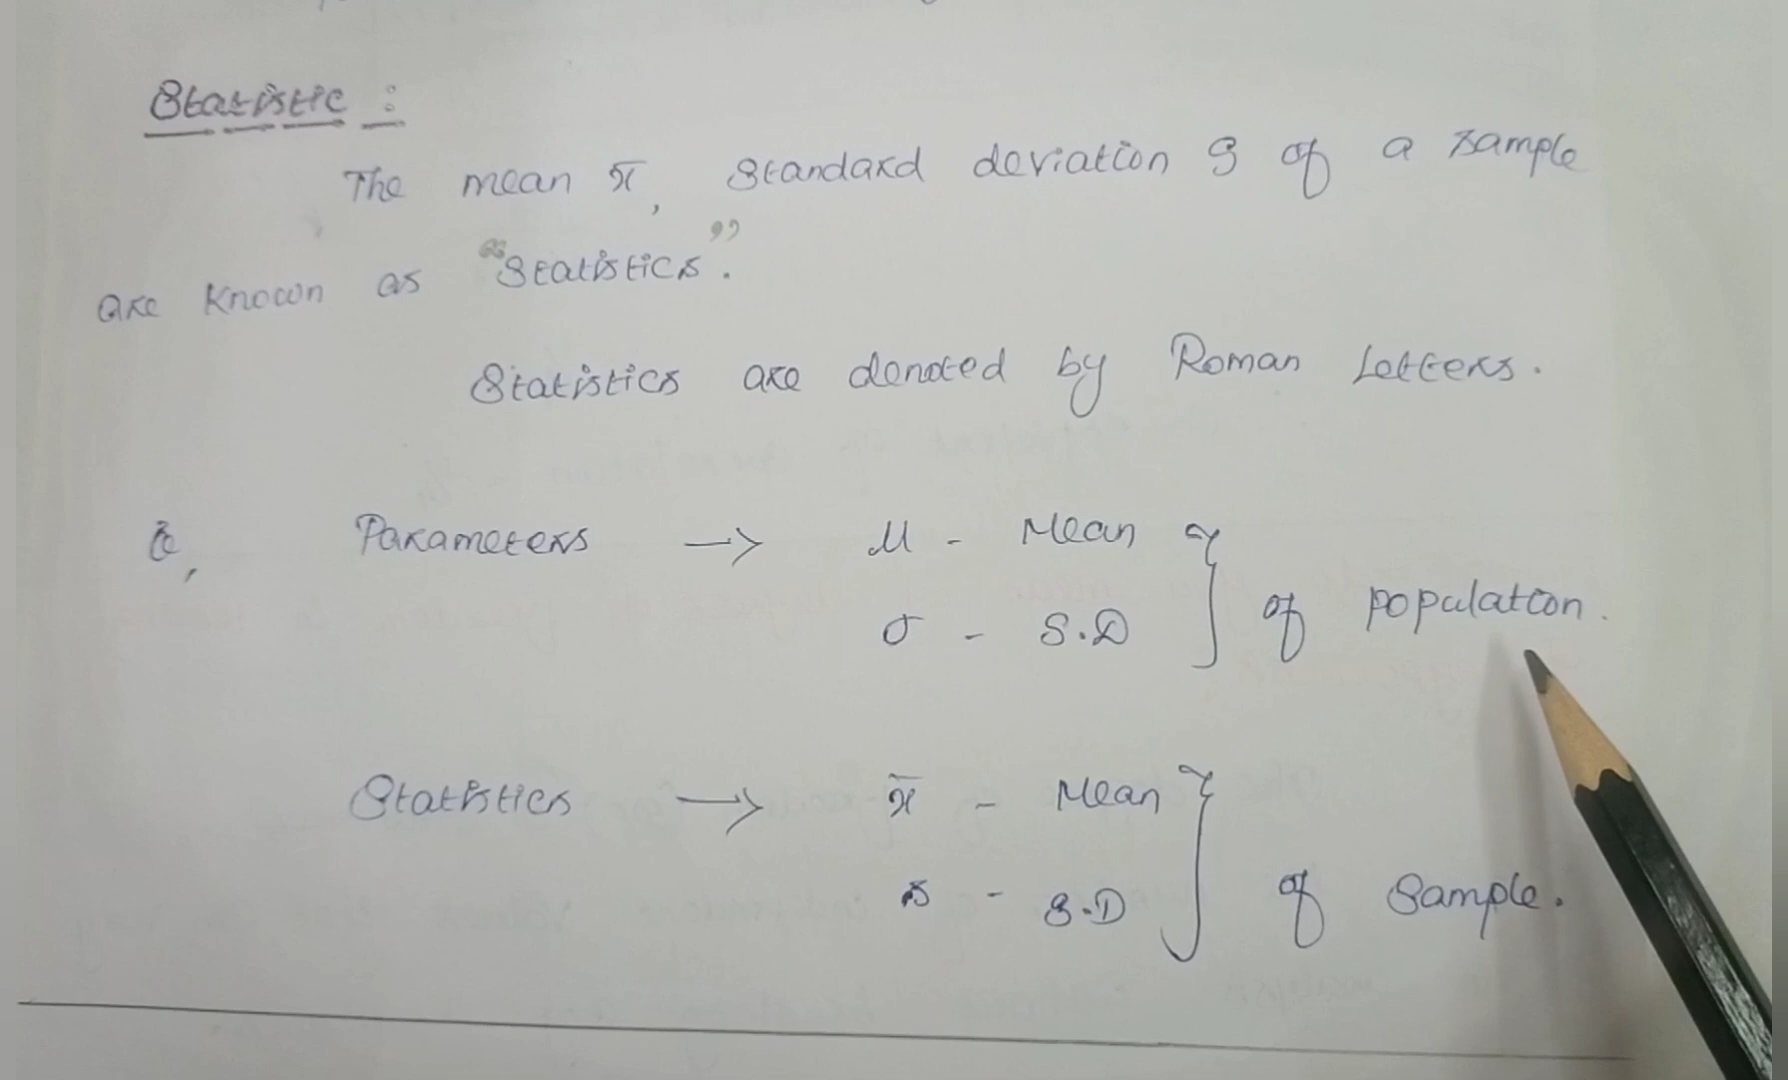 Statistic :
The mean x̄, standard deviation S of a sample
are known as "Statistics".
Statistics are denoted by Roman Letters.
ie, Parameters → μ - Mean
σ - S.D } of population.
Statistics → x̄ - Mean
s - S.D } of Sample.